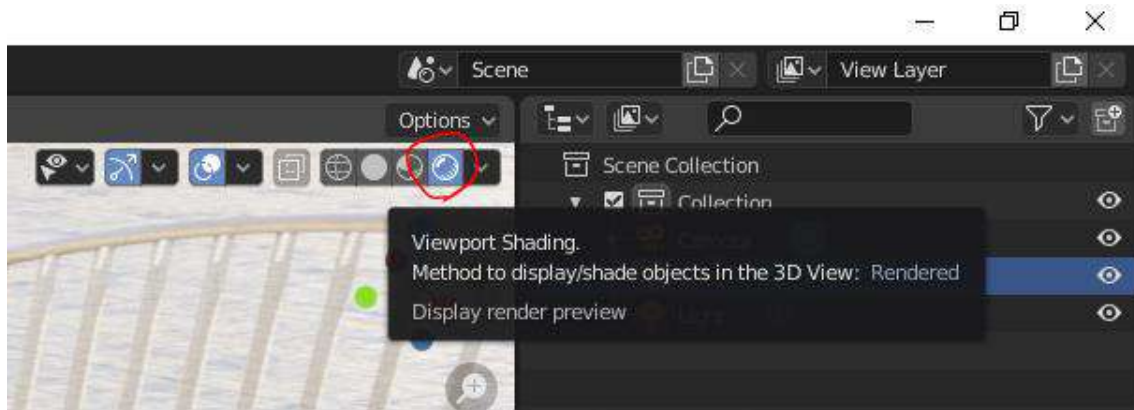 Scene
View Layer
Options
Scene Collection
Collection
Viewport Shading.
Method to display/shade objects in the 3D View: Rendered
Display render preview